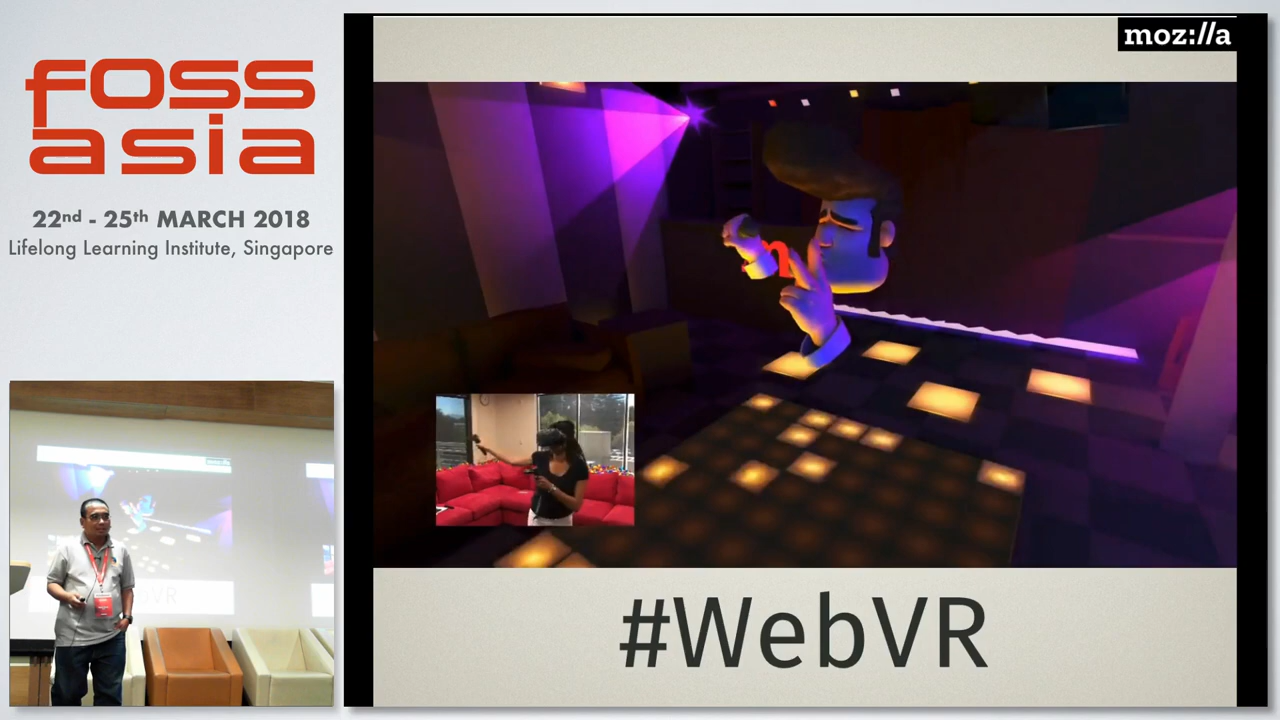 foss
asia
22nd - 25th MARCH 2018
Lifelong Learning Institute, Singapore
moz://a
#WebVR